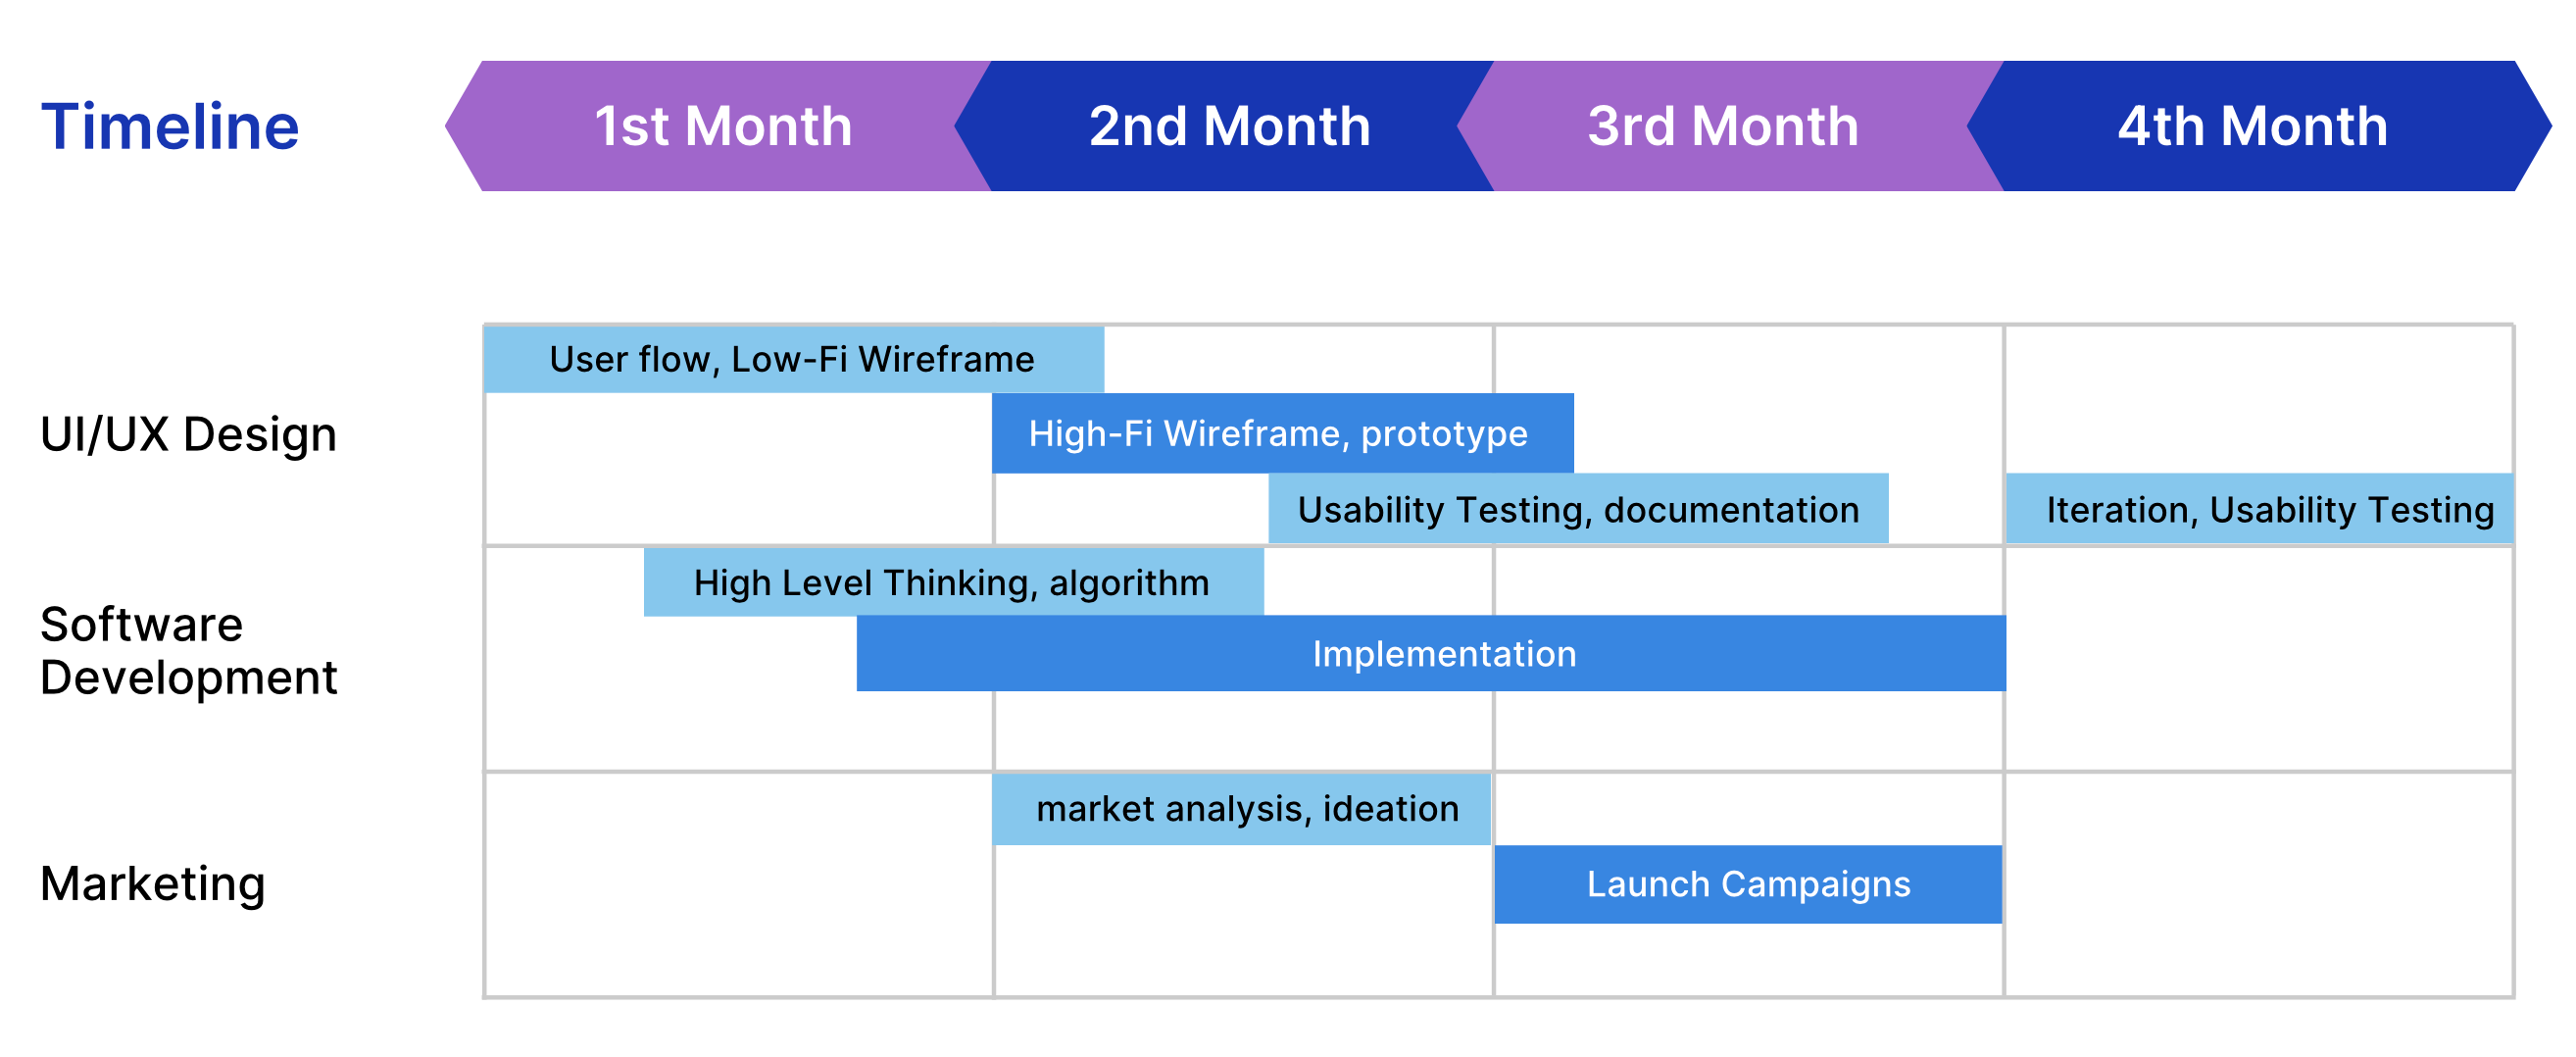 Timeline
1st Month
2nd Month
3rd Month
4th Month
UI/UX Design
User flow, Low-Fi Wireframe
High-Fi Wireframe, prototype
Usability Testing, documentation
Iteration, Usability Testing
Software
Development
High Level Thinking, algorithm
Implementation
Marketing
market analysis, ideation
Launch Campaigns